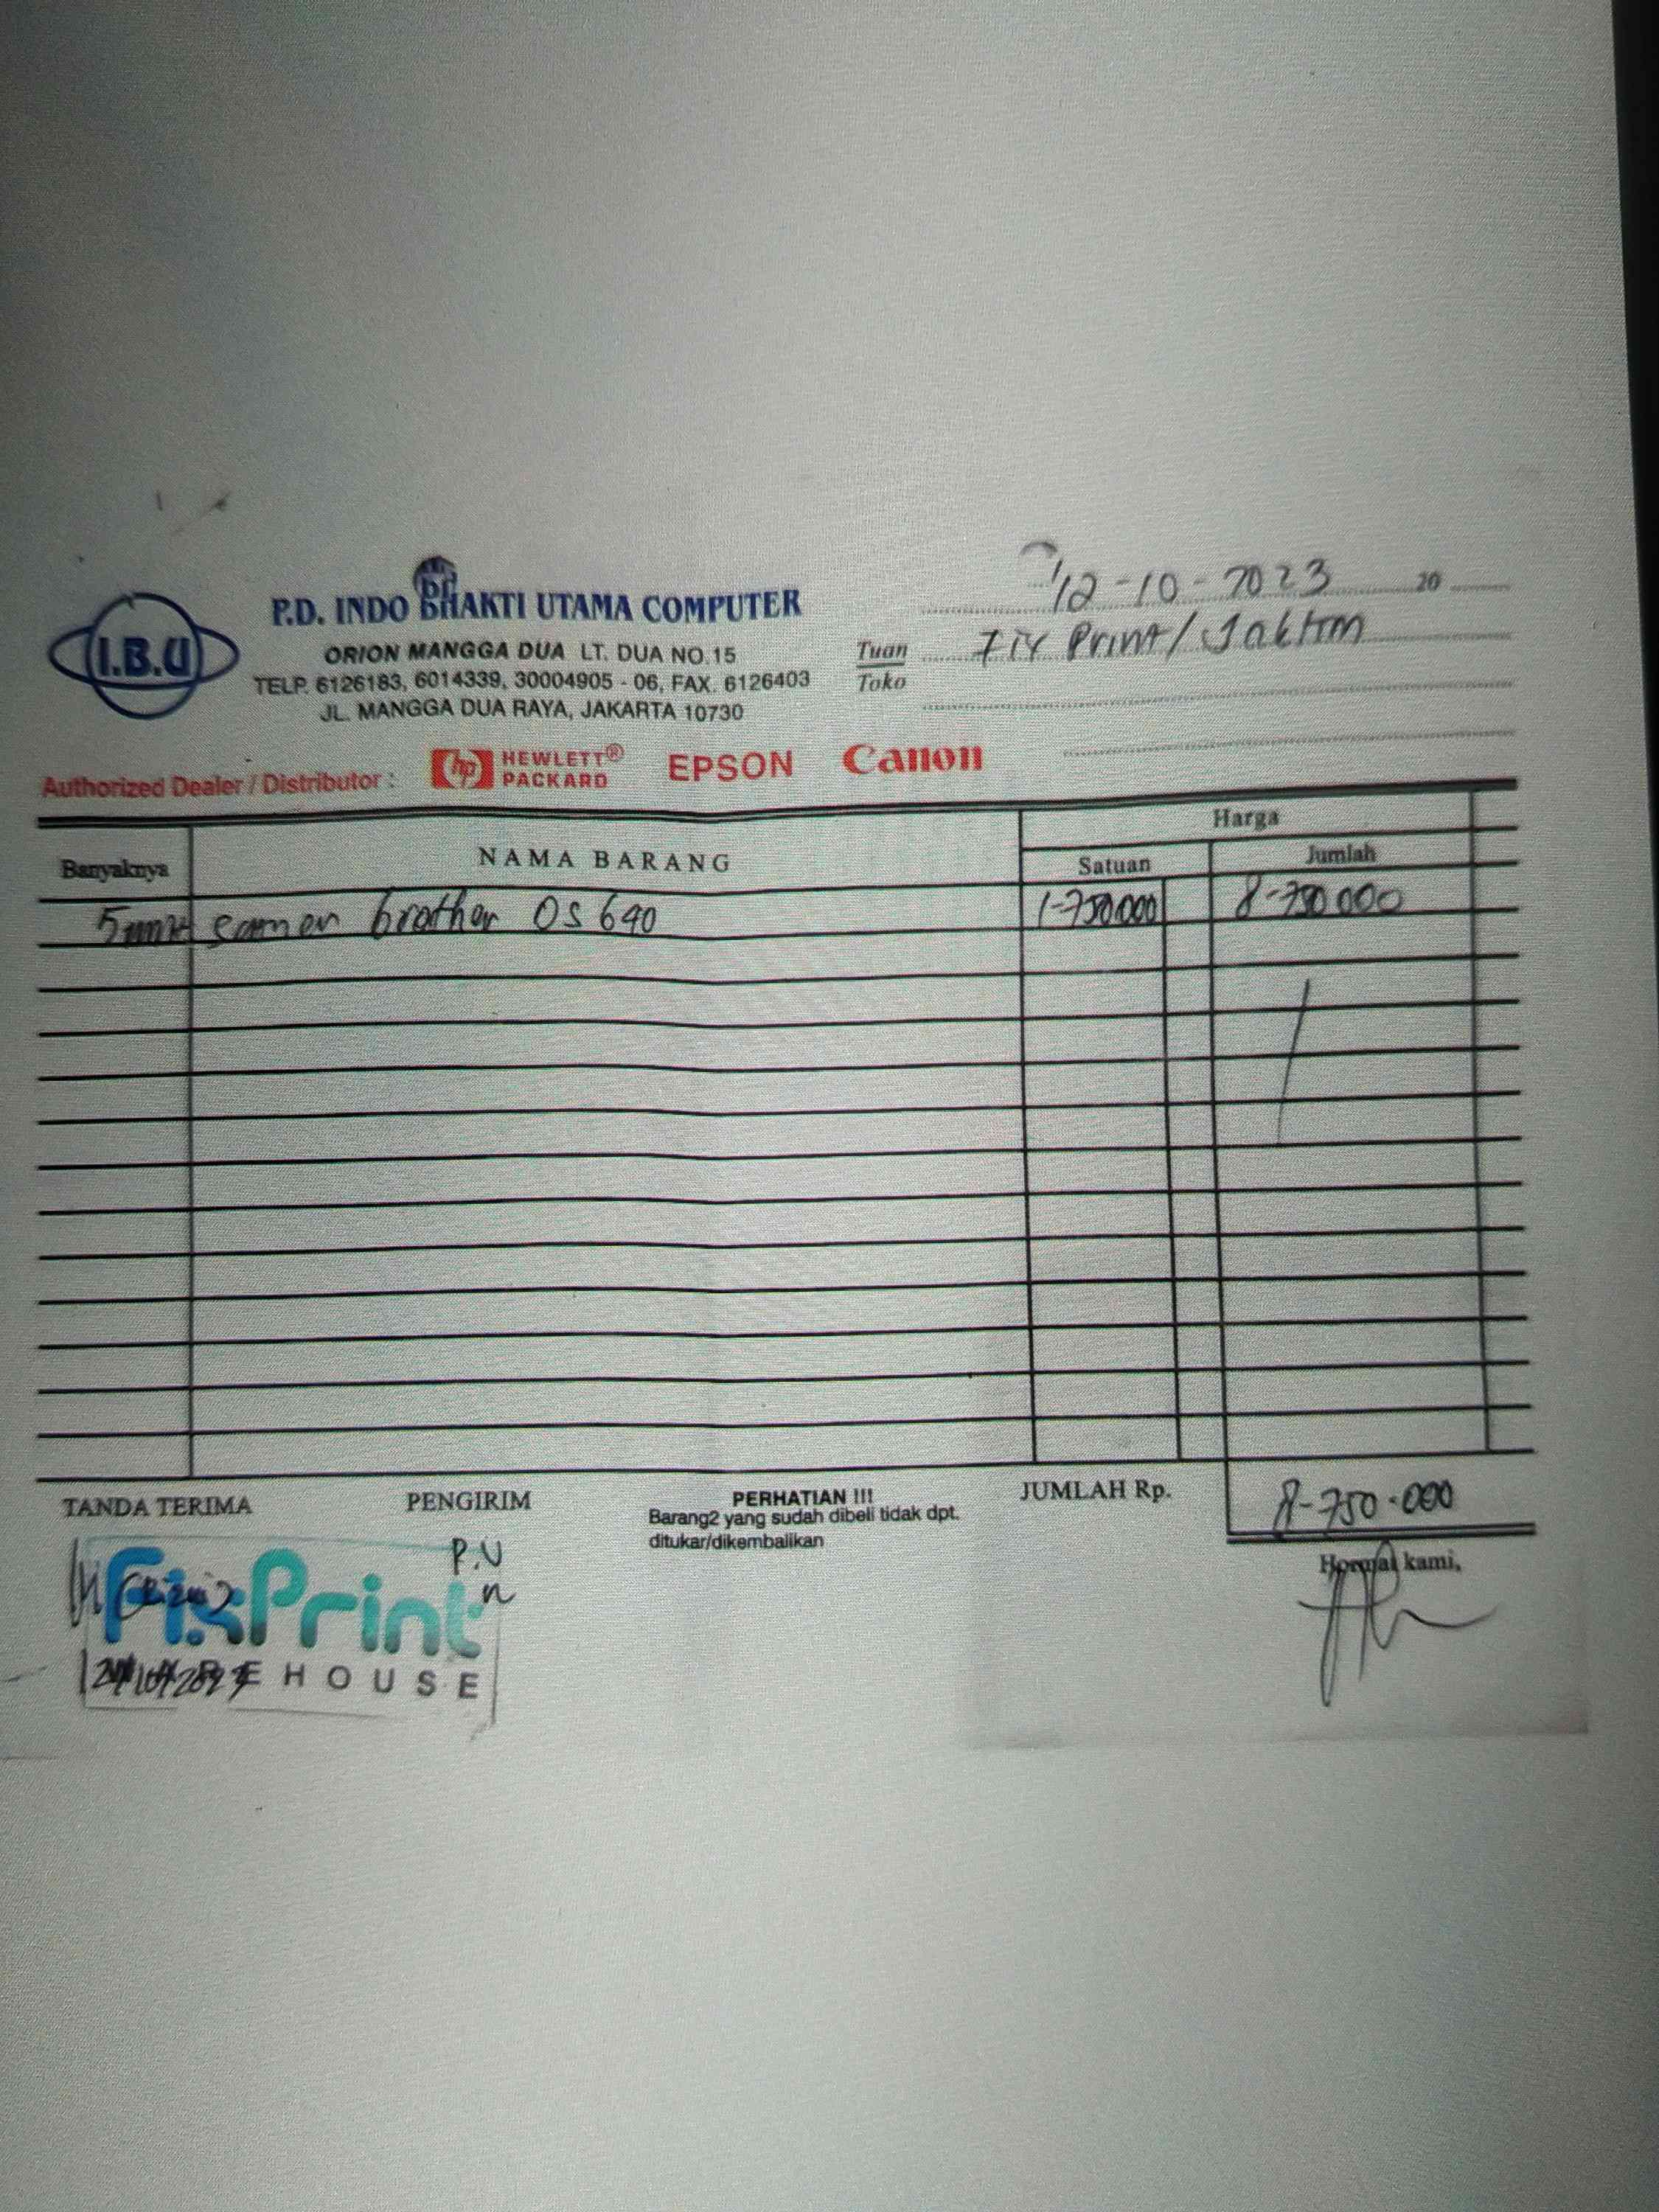 12-10-2023 20
P.D. INDO BHAKTI UTAMA COMPUTER
I.B.U
ORION MANGGA DUA LT. DUA NO.15
TELP. 6126183, 6014339, 30004905 - 06, FAX. 6126403
JL. MANGGA DUA RAYA, JAKARTA 10730
Tuan Fix Print/ Jaktim
Toko
Authorized Dealer / Distributor : hp HEWLETT® PACKARD EPSON Canon
Banyaknya NAMA BARANG Harga
Satuan Jumlah
5 unit scanner brother DS 640 1-750.000 8-750000
TANDA TERIMA PENGIRIM PERHATIAN !!! JUMLAH Rp. 8-750.000
Barang2 yang sudah dibeli tidak dpt.
ditukar/dikembalikan
Hormat kami,
P.U
FixPrint
HOUSE